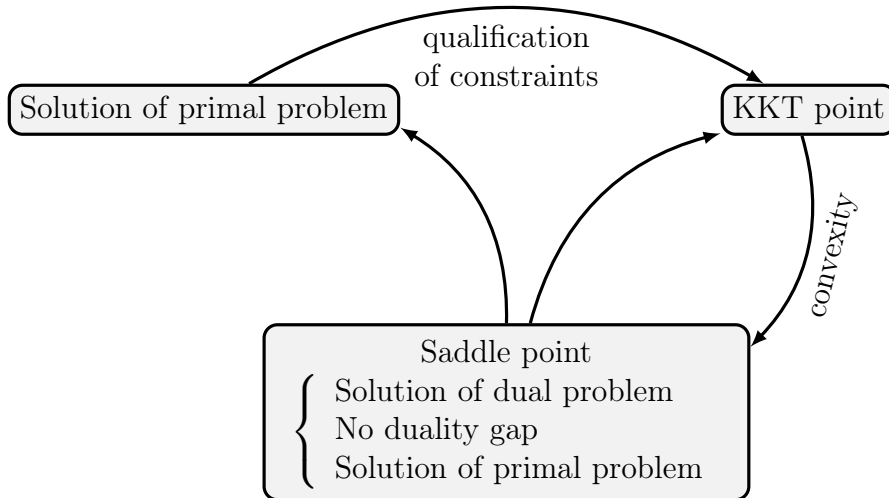 qualification
of constraints
Solution of primal problem
KKT point
convexity
Saddle point
Solution of dual problem
No duality gap
Solution of primal problem